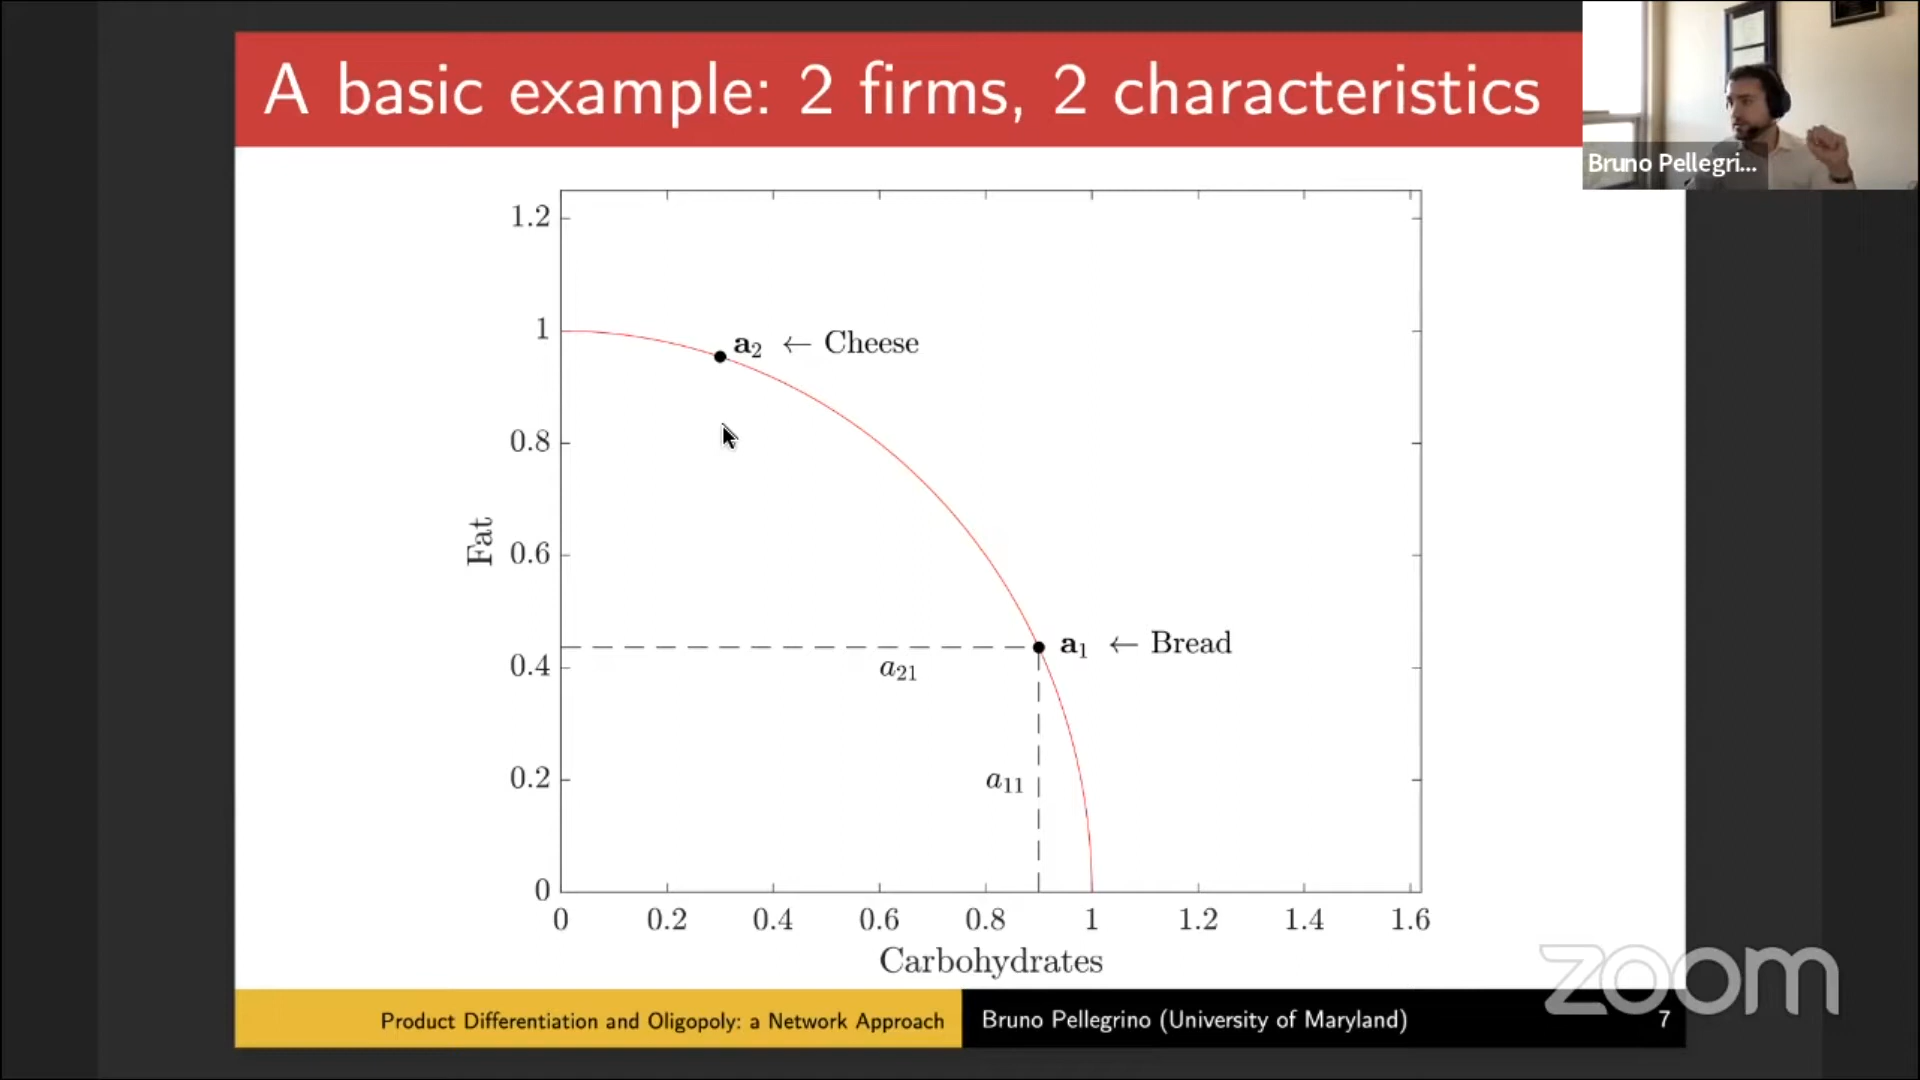 A basic example: 2 firms, 2 characteristics
Bruno Pellegri...
1.2
1
a2 ← Cheese
0.8
Fat
0.6
a1 ← Bread
0.4
a21
0.2
a11
0
0 0.2 0.4 0.6 0.8 1 1.2 1.4 1.6
Carbohydrates
zoom
Product Differentiation and Oligopoly: a Network Approach
Bruno Pellegrino (University of Maryland)
7